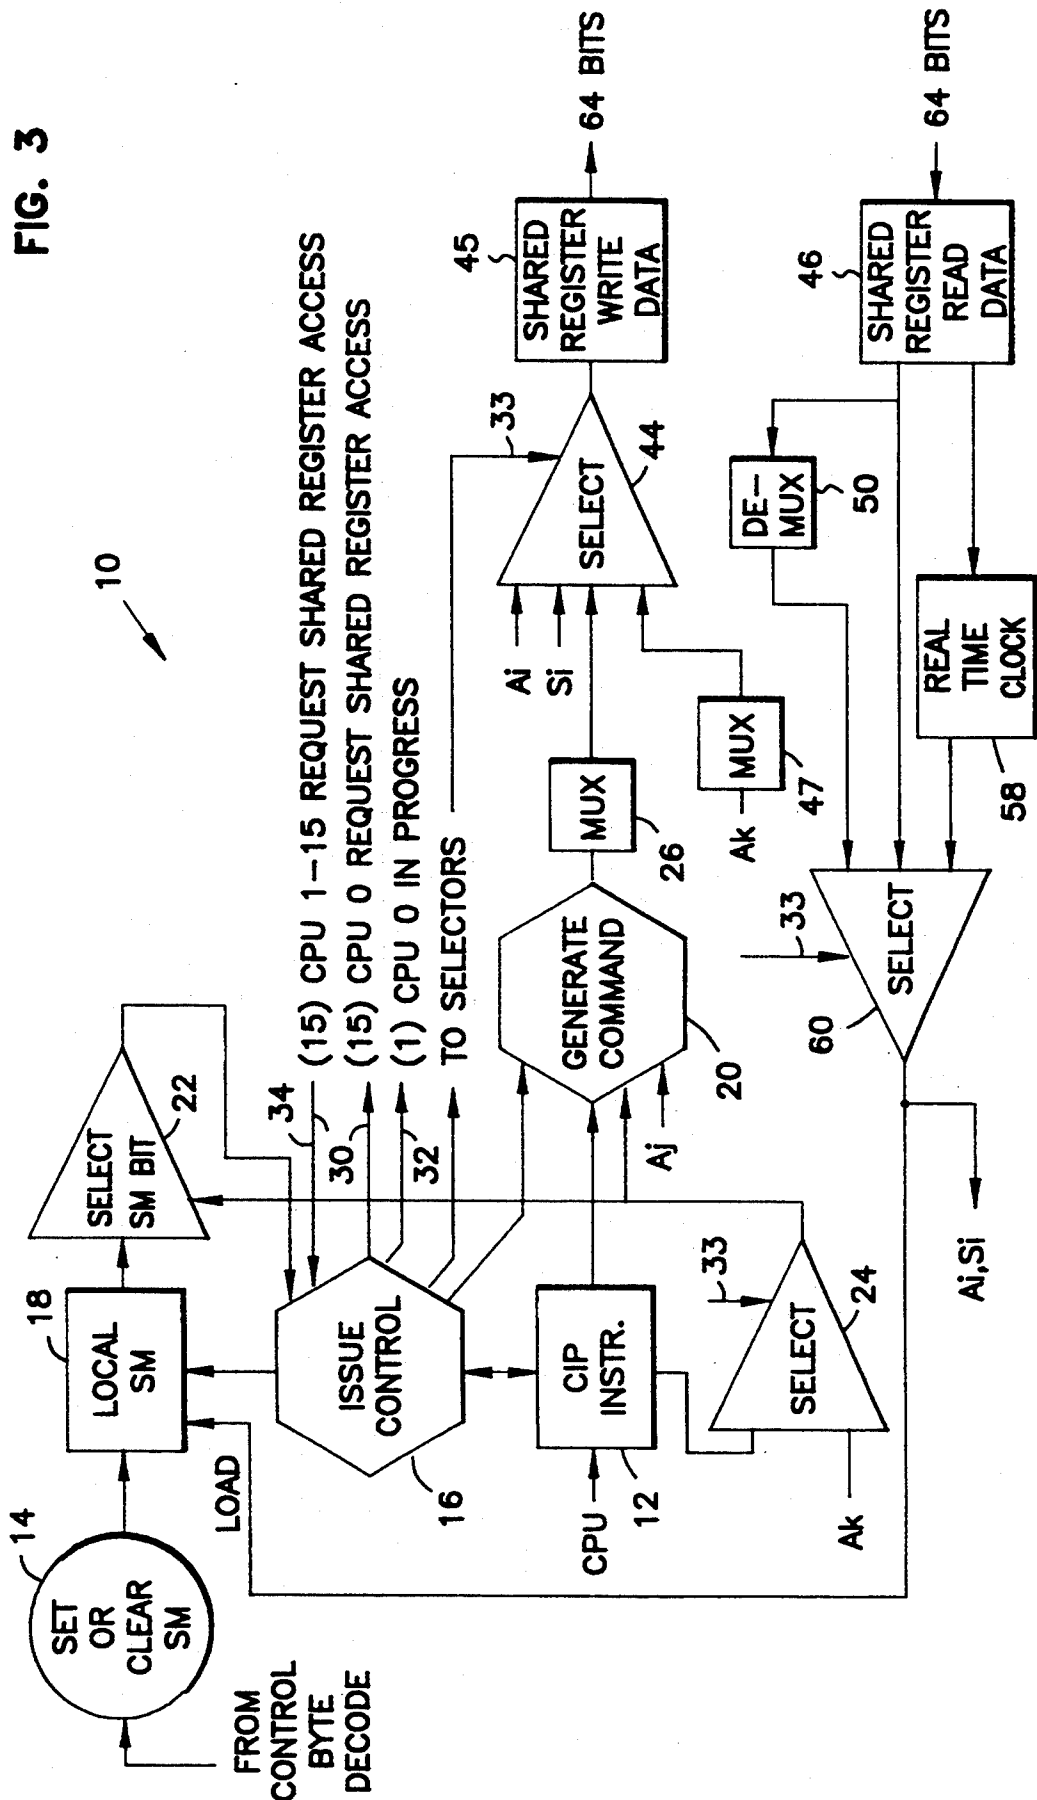 FIG. 3
10
FROM
CONTROL
BYTE
DECODE
14
SET
OR
CLEAR
SM
LOAD
18
LOCAL
SM
22
SELECT
SM BIT
16
ISSUE
CONTROL
34
(15) CPU 1-15 REQUEST SHARED REGISTER ACCESS
30
(15) CPU 0 REQUEST SHARED REGISTER ACCESS
32
(1) CPU 0 IN PROGRESS
TO SELECTORS
CPU
12
CIP
INSTR.
Ak
33
SELECT
24
Aj
GENERATE
COMMAND
20
MUX
26
Ai
Si
Ak
MUX
47
33
SELECT
44
45
SHARED
REGISTER
WRITE
DATA
64 BITS
Ai,Si
60
33
SELECT
DE-
MUX
50
REAL
TIME
CLOCK
58
46
SHARED
REGISTER
READ
DATA
64 BITS